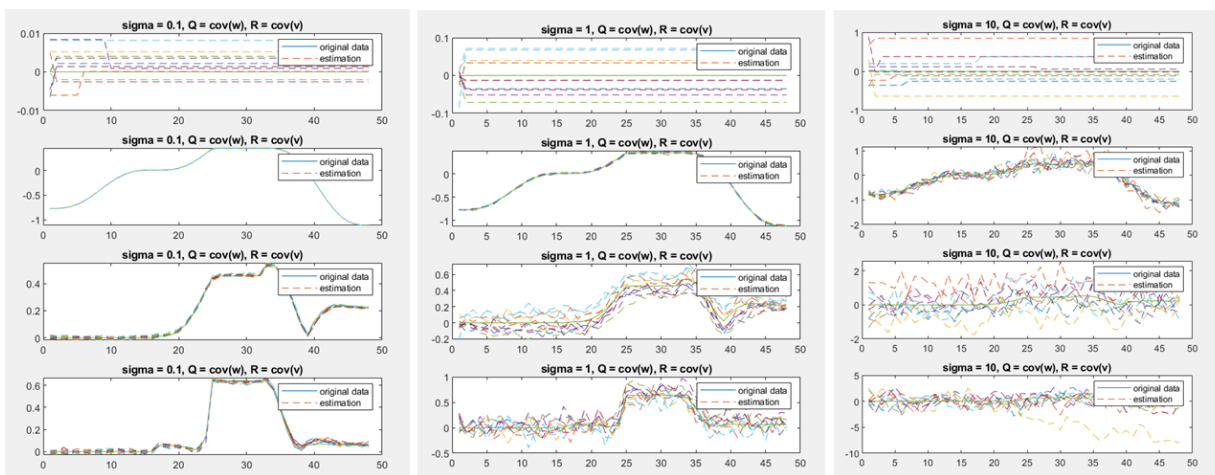 sigma = 0.1, Q = cov(w), R = cov(v)
0.01
0
-0.01
original data
estimation
0 5 10 15 20 25 30 35 40 45 50
sigma = 0.1, Q = cov(w), R = cov(v)
0
-0.5
-1
original data
estimation
0 10 20 30 40 50
sigma = 0.1, Q = cov(w), R = cov(v)
0.4
0.2
0
original data
estimation
0 10 20 30 40 50
sigma = 0.1, Q = cov(w), R = cov(v)
0.6
0.4
0.2
0
original data
estimation
0 10 20 30 40 50
sigma = 1, Q = cov(w), R = cov(v)
0.1
0
-0.1
original data
estimation
0 5 10 15 20 25 30 35 40 45 50
sigma = 1, Q = cov(w), R = cov(v)
0
-0.5
-1
original data
estimation
0 5 10 15 20 25 30 35 40 45 50
sigma = 1, Q = cov(w), R = cov(v)
0.6
0.4
0.2
0
-0.2
original data
estimation
0 5 10 15 20 25 30 35 40 45 50
sigma = 1, Q = cov(w), R = cov(v)
1
0.5
0
-0.5
original data
estimation
0 5 10 15 20 25 30 35 40 45 50
sigma = 10, Q = cov(w), R = cov(v)
1
0
-1
original data
estimation
0 5 10 15 20 25 30 35 40 45 50
sigma = 10, Q = cov(w), R = cov(v)
1
0
-1
-2
original data
estimation
0 5 10 15 20 25 30 35 40 45 50
sigma = 10, Q = cov(w), R = cov(v)
2
0
-2
original data
estimation
0 5 10 15 20 25 30 35 40 45 50
sigma = 10, Q = cov(w), R = cov(v)
5
0
-5
-10
original data
estimation
0 5 10 15 20 25 30 35 40 45 50